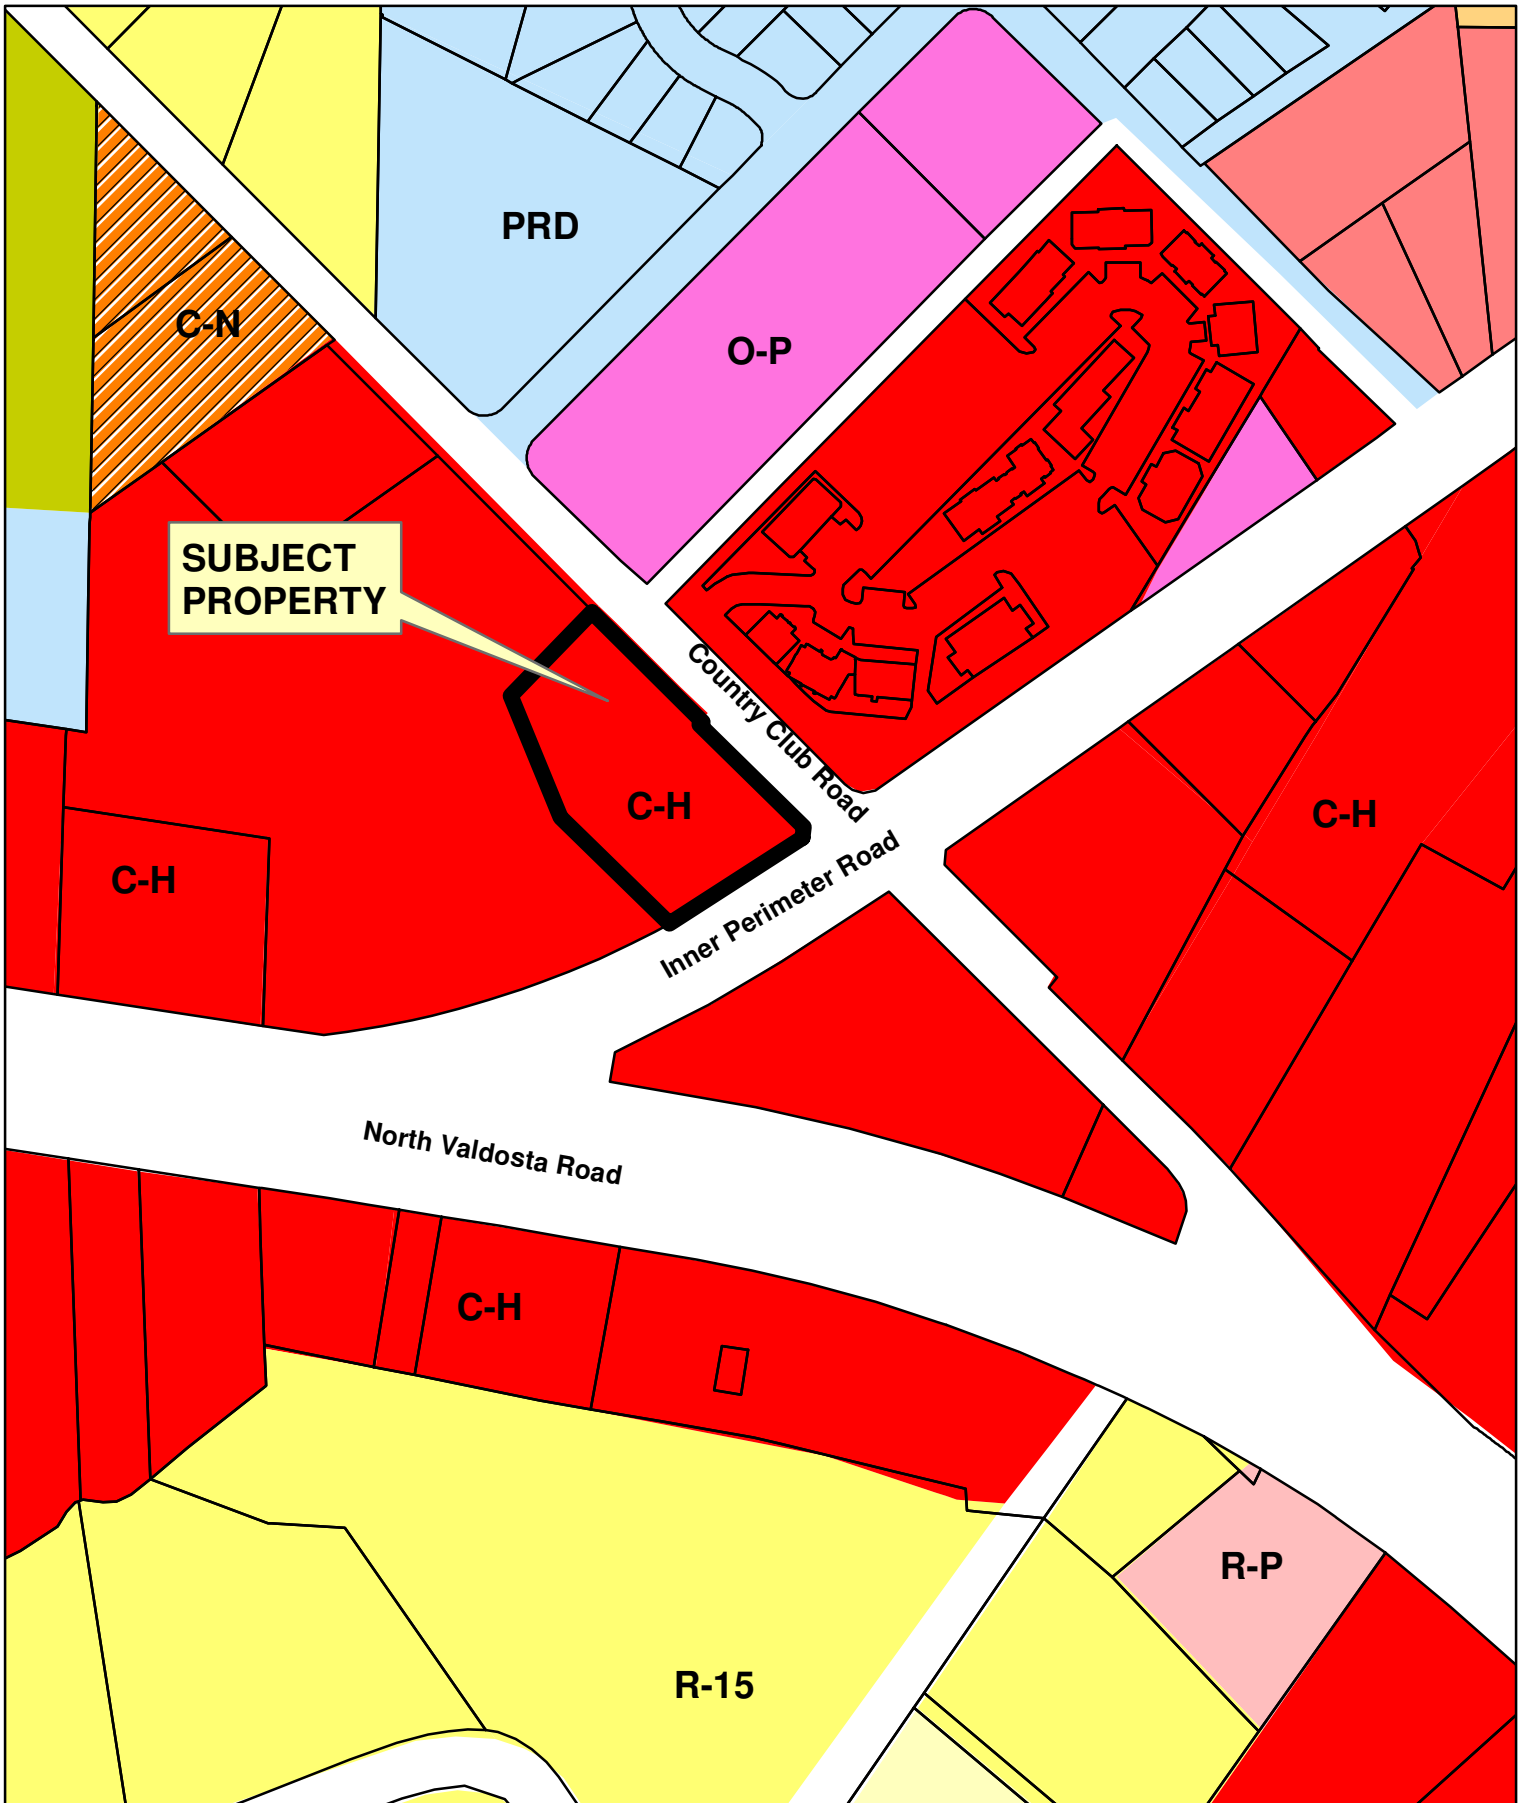 PRD
C-N
O-P
SUBJECT
PROPERTY
Country Club Road
C-H
C-H
Inner Perimeter Road
C-H
North Valdosta Road
C-H
R-P
R-15